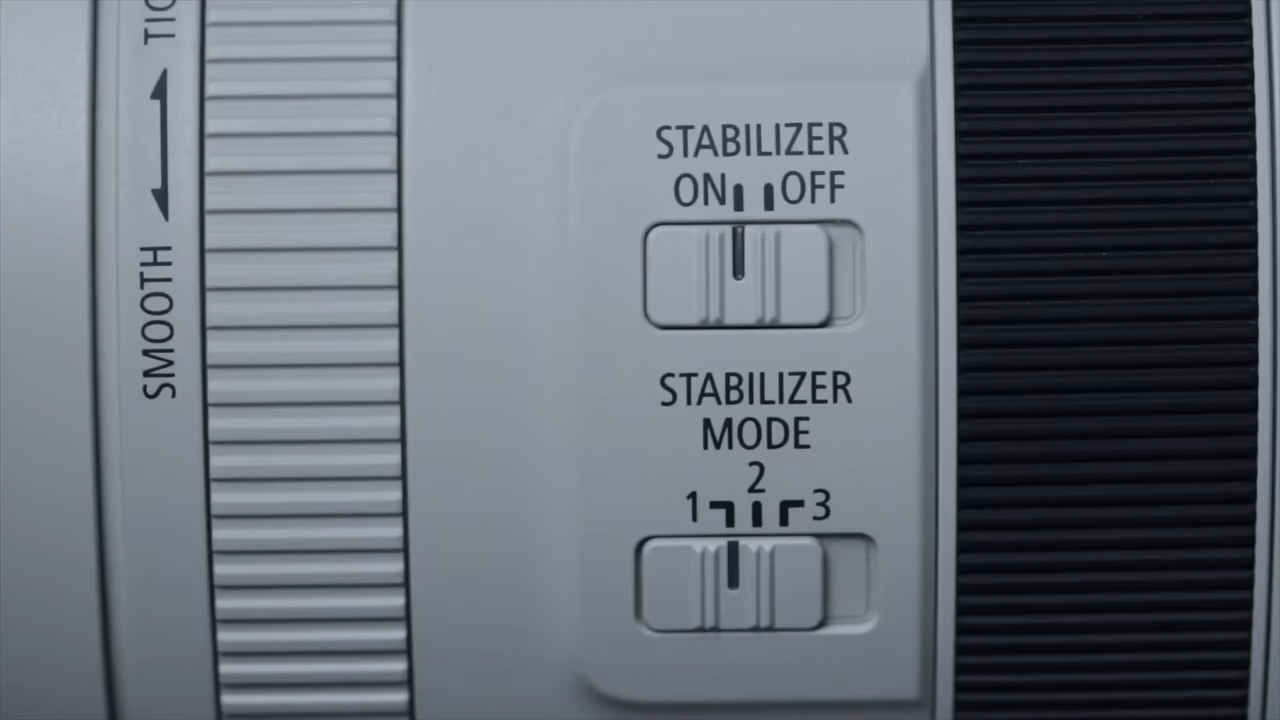 SMOOTH
STABILIZER
ON OFF
STABILIZER
MODE
2
1 3